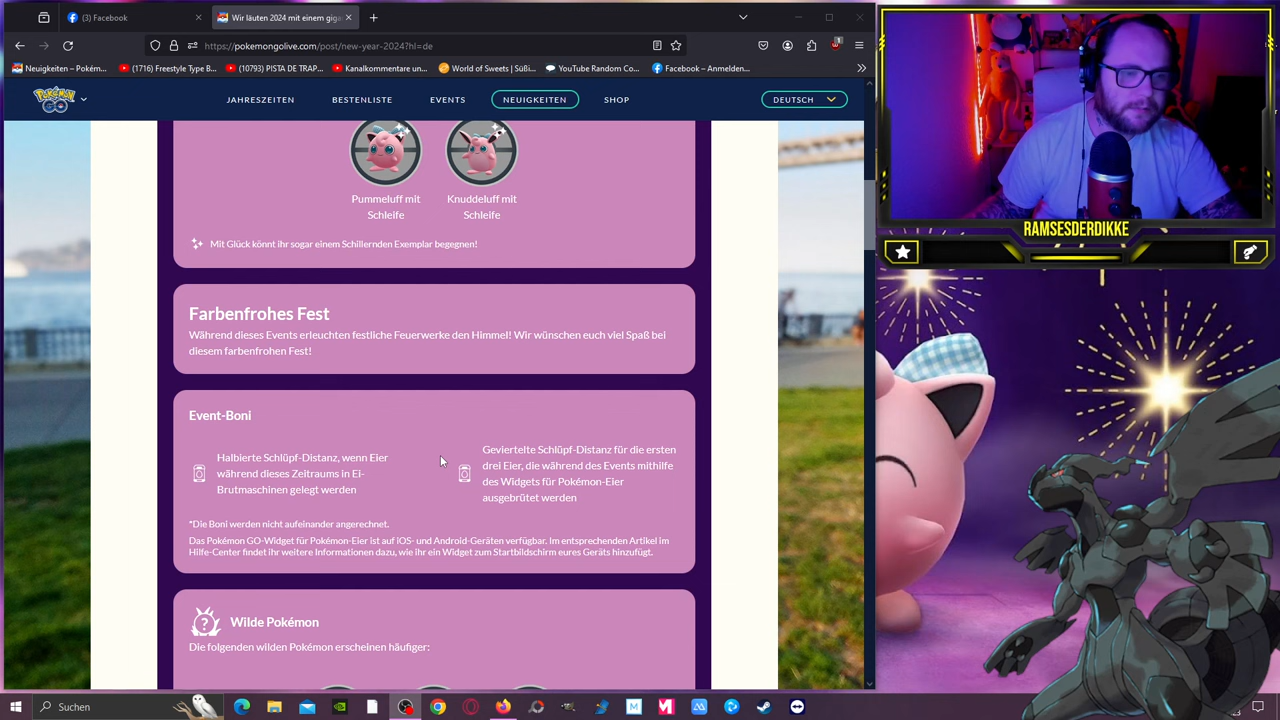 (3) Facebook
Wir läuten 2024 mit einem giga
https://pokemongolive.com/post/new-year-2024?hl=de
Neuigkeiten – Pokém...
(1716) Freestyle Type B...
(10793) PISTA DE TRAP...
Kanalkommentare un...
World of Sweets | Süßi...
YouTube Random Co...
Facebook – Anmelden...
JAHRESZEITEN
BESTENLISTE
EVENTS
NEUIGKEITEN
SHOP
DEUTSCH
Pummeluff mit
Schleife
Knuddeluff mit
Schleife
Mit Glück könnt ihr sogar einem Schillernden Exemplar begegnen!
Farbenfrohes Fest
Während dieses Events erleuchten festliche Feuerwerke den Himmel! Wir wünschen euch viel Spaß bei
diesem farbenfrohen Fest!
Event-Boni
Halbierte Schlüpf-Distanz, wenn Eier
während dieses Zeitraums in Ei-
Brutmaschinen gelegt werden
Geviertelte Schlüpf-Distanz für die ersten
drei Eier, die während des Events mithilfe
des Widgets für Pokémon-Eier
ausgebrütet werden
*Die Boni werden nicht aufeinander angerechnet.
Das Pokémon GO-Widget für Pokémon-Eier ist auf iOS- und Android-Geräten verfügbar. Im entsprechenden Artikel im
Hilfe-Center findet ihr weitere Informationen dazu, wie ihr ein Widget zum Startbildschirm eures Geräts hinzufügt.
Wilde Pokémon
Die folgenden wilden Pokémon erscheinen häufiger:
RAMSESDERDIKKE
Suchen